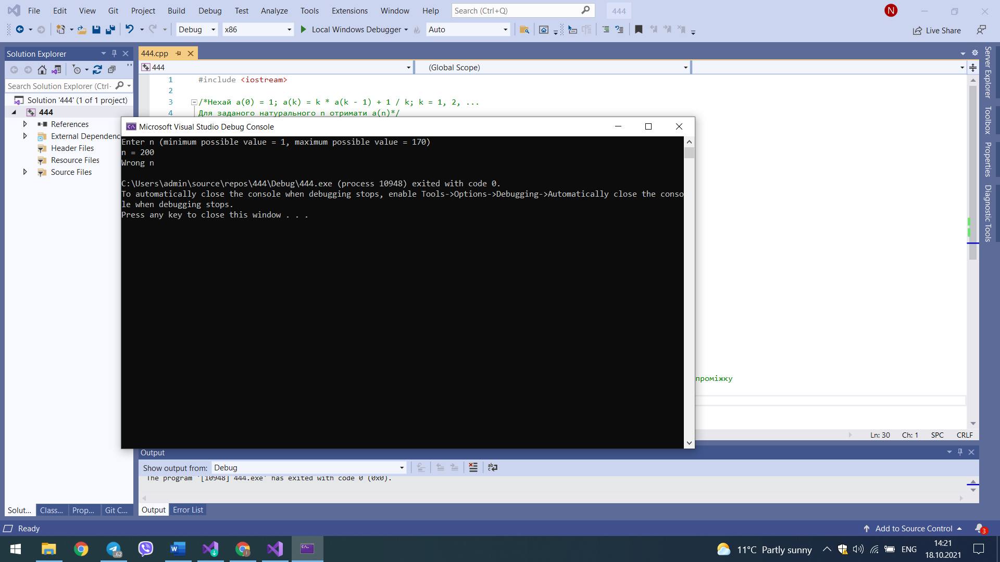 File Edit View Git Project Build Debug Test Analyze Tools Extensions Window Help Search (Ctrl+Q) 444 N
Debug x86 Local Windows Debugger Auto Live Share
Solution Explorer
Search Solution Explorer (Ctrl-
Solution '444' (1 of 1 project)
444
References
External Dependenc
Header Files
Resource Files
Source Files
444.cpp
444 (Global Scope)
1 #include <iostream>
2
3 /*Нехай a(0) = 1; a(k) = k * a(k - 1) + 1 / k; k = 1, 2, ...
4 Для заданого натурального n отримати a(n)*/
Microsoft Visual Studio Debug Console
Enter n (minimum possible value = 1, maximum possible value = 170)
n = 200
Wrong n
C:\Users\admin\source\repos\444\Debug\444.exe (process 10948) exited with code 0.
To automatically close the console when debugging stops, enable Tools->Options->Debugging->Automatically close the conso
le when debugging stops.
Press any key to close this window . . .
проміжку
Ln: 30 Ch: 1 SPC CRLF
Server Explorer
Toolbox
Properties
Diagnostic Tools
Output
Show output from: Debug
The program '[10948] 444.exe' has exited with code 0 (0x0).
Output Error List
Solut... Class... Prop... Git C...
Ready
Add to Source Control 3
.62
11°C Partly sunny ENG
14:21
18.10.2021